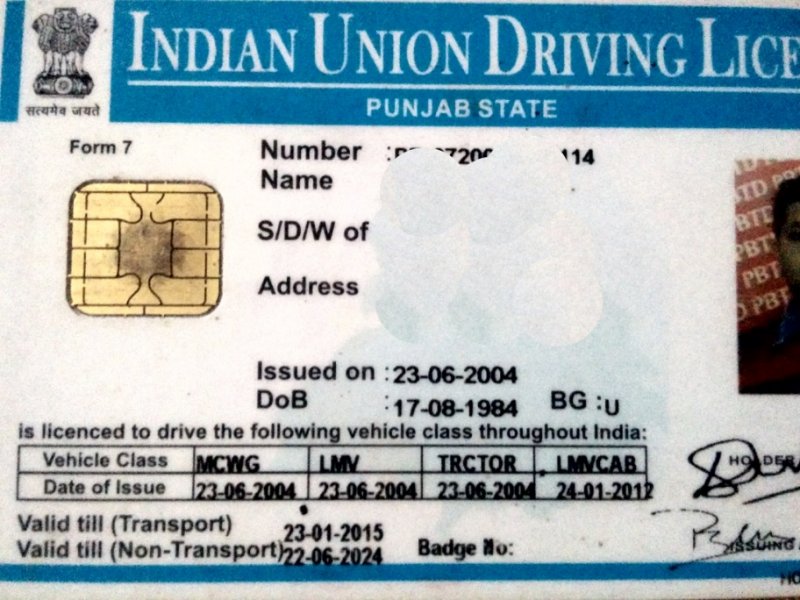 INDIAN UNION DRIVING LICE
PUNJAB STATE
सत्यमेव जयते
Form 7
Number : 114
Name
S/D/W of
Address
Issued on : 23-06-2004
DoB : 17-08-1984 BG : U
is licenced to drive the following vehicle class throughout India:
Vehicle Class MCWG LMV TRCTOR LMVCAB
Date of Issue 23-06-2004 23-06-2004 23-06-2004 24-01-2012
Valid till (Transport) 23-01-2015
Valid till (Non-Transport) 22-06-2024 Badge No:
HOLDER
ISSUING